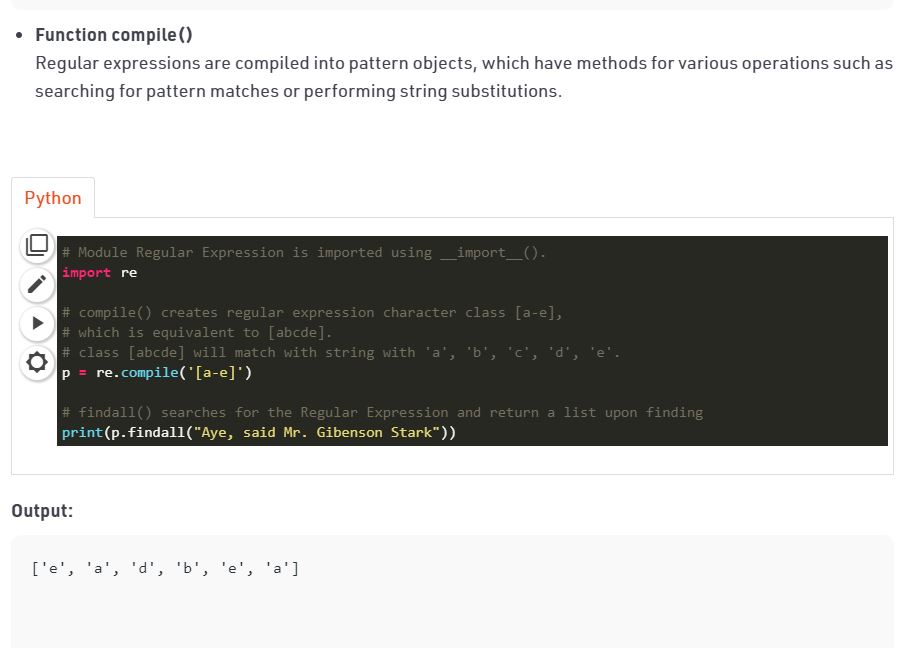 • Function compile()
Regular expressions are compiled into pattern objects, which have methods for various operations such as
searching for pattern matches or performing string substitutions.
Python
# Module Regular Expression is imported using __import__().
import re
# compile() creates regular expression character class [a-e],
# which is equivalent to [abcde].
# class [abcde] will match with string with 'a', 'b', 'c', 'd', 'e'.
p = re.compile('[a-e]')
# findall() searches for the Regular Expression and return a list upon finding
print(p.findall("Aye, said Mr. Gibenson Stark"))
Output:
['e', 'a', 'd', 'b', 'e', 'a']